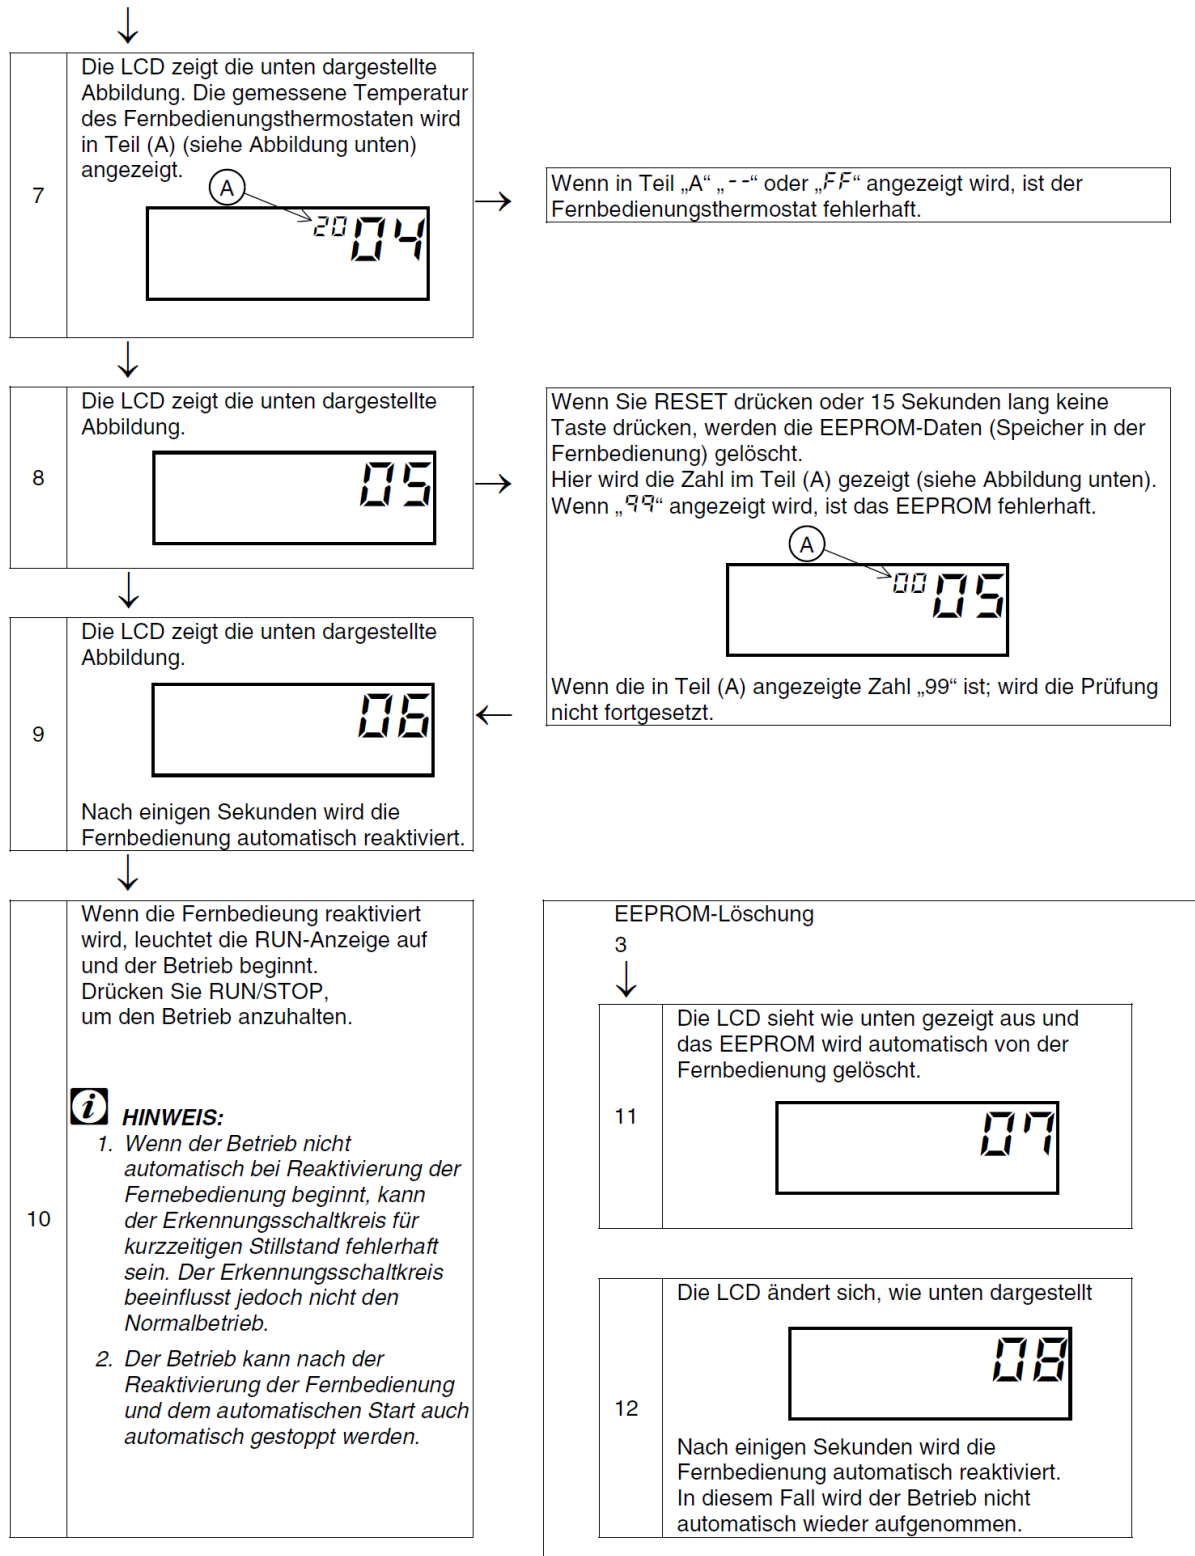 7
Die LCD zeigt die unten dargestellte
Abbildung. Die gemessene Temperatur
des Fernbedienungsthermostaten wird
in Teil (A) (siehe Abbildung unten)
angezeigt.
A
20 04
Wenn in Teil „A“ „--“ oder „FF“ angezeigt wird, ist der
Fernbedienungsthermostat fehlerhaft.
8
Die LCD zeigt die unten dargestellte
Abbildung.
05
Wenn Sie RESET drücken oder 15 Sekunden lang keine
Taste drücken, werden die EEPROM-Daten (Speicher in der
Fernbedienung) gelöscht.
Hier wird die Zahl im Teil (A) gezeigt (siehe Abbildung unten).
Wenn „99“ angezeigt wird, ist das EEPROM fehlerhaft.
A
00 05
Wenn die in Teil (A) angezeigte Zahl „99“ ist; wird die Prüfung
nicht fortgesetzt.
9
Die LCD zeigt die unten dargestellte
Abbildung.
06
Nach einigen Sekunden wird die
Fernbedienung automatisch reaktiviert.
10
Wenn die Fernbedieung reaktiviert
wird, leuchtet die RUN-Anzeige auf
und der Betrieb beginnt.
Drücken Sie RUN/STOP,
um den Betrieb anzuhalten.
i HINWEIS:
1. Wenn der Betrieb nicht
automatisch bei Reaktivierung der
Fernebedienung beginnt, kann
der Erkennungsschaltkreis für
kurzzeitigen Stillstand fehlerhaft
sein. Der Erkennungsschaltkreis
beeinflusst jedoch nicht den
Normalbetrieb.
2. Der Betrieb kann nach der
Reaktivierung der Fernbedienung
und dem automatischen Start auch
automatisch gestoppt werden.
EEPROM-Löschung
3
11
Die LCD sieht wie unten gezeigt aus und
das EEPROM wird automatisch von der
Fernbedienung gelöscht.
07
12
Die LCD ändert sich, wie unten dargestellt
08
Nach einigen Sekunden wird die
Fernbedienung automatisch reaktiviert.
In diesem Fall wird der Betrieb nicht
automatisch wieder aufgenommen.